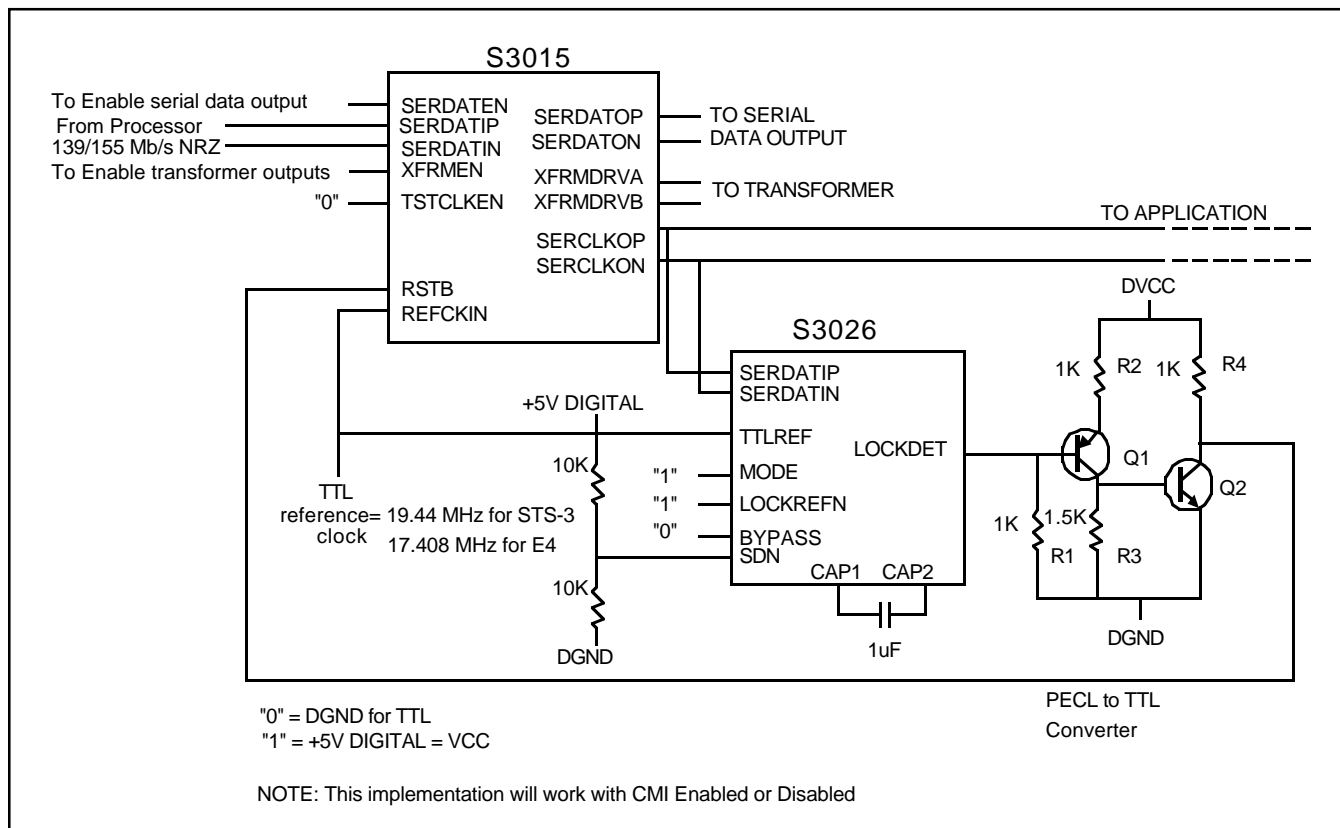 S3015
To Enable serial data output
From Processor
139/155 Mb/s NRZ
To Enable transformer outputs
"0"
SERDATEN
SERDATIP
SERDATIN
XFRMEN
TSTCLKEN
RSTB
REFCKIN
SERDATOP
SERDATON
XFRMDRVA
XFRMDRVB
SERCLKOP
SERCLKON
TO SERIAL
DATA OUTPUT
TO TRANSFORMER
TO APPLICATION
S3026
SERDATIP
SERDATIN
TTLREF
MODE
LOCKREFN
BYPASS
SDN
LOCKDET
CAP1 CAP2
1uF
"1"
"1"
"0"
+5V DIGITAL
10K
10K
DGND
TTL
reference= 19.44 MHz for STS-3
clock
17.408 MHz for E4
DVCC
1K R2
1K R4
Q1
Q2
1K
R1
1.5K
R3
DGND
PECL to TTL
Converter
"0" = DGND for TTL
"1" = +5V DIGITAL = VCC
NOTE: This implementation will work with CMI Enabled or Disabled